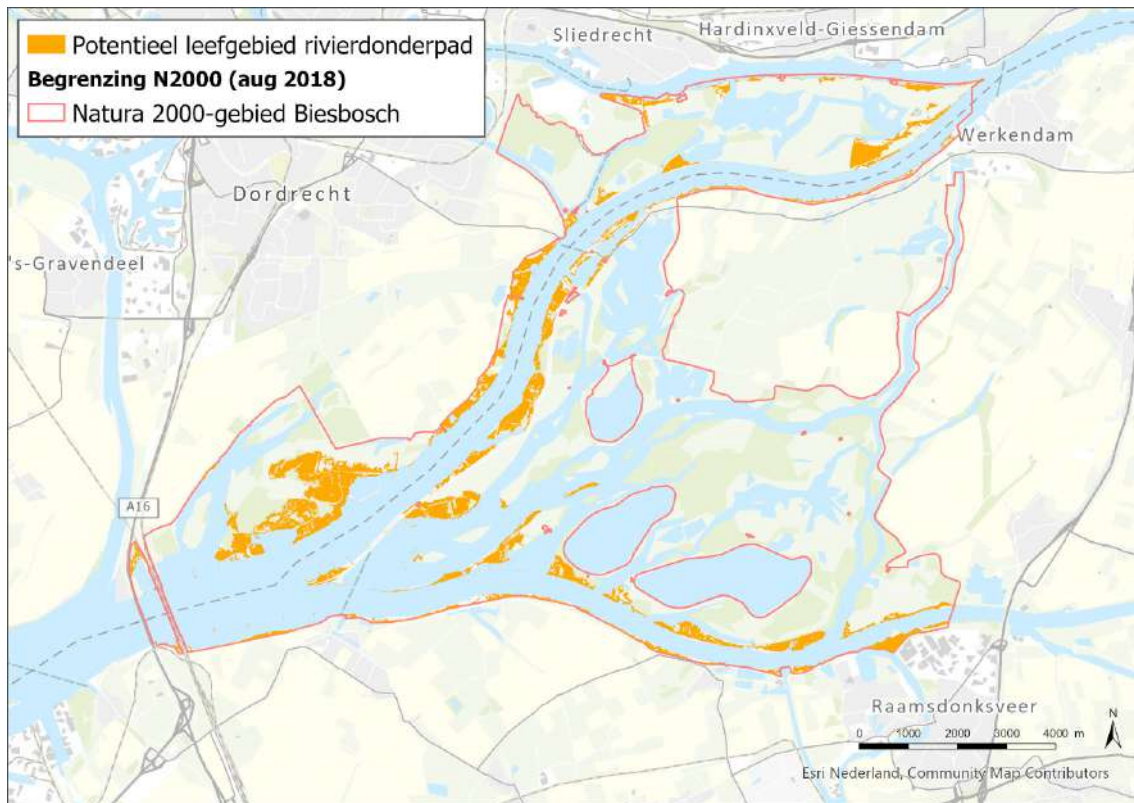 Potentieel leefgebied rivierdonderpad
Begrenzing N2000 (aug 2018)
Natura 2000-gebied Biesbosch
Sliedrecht
Hardinxveld-Giessendam
Werkendam
Dordrecht
's-Gravendeel
A16
Raamsdonksveer
N
0 1000 2000 3000 4000 m
Esri Nederland, Community Map Contributors